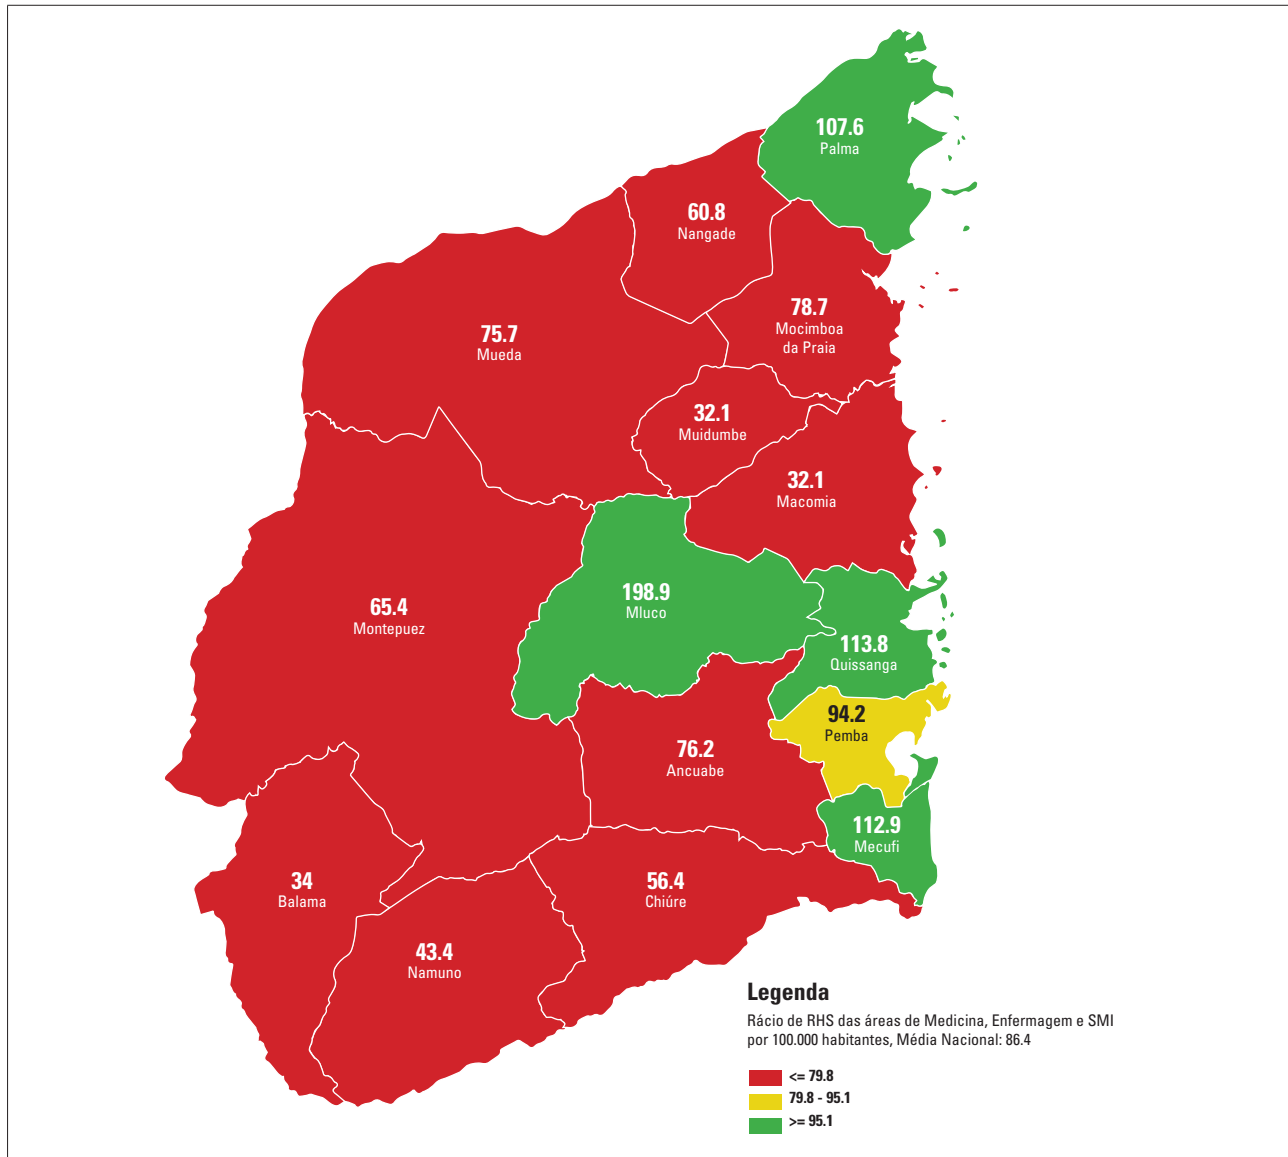 107.6
Palma
60.8
Nangade
78.7
Mocimboa
da Praia
75.7
Mueda
32.1
Muidumbe
32.1
Macomia
198.9
Mluco
65.4
Montepuez
113.8
Quissanga
94.2
Pemba
76.2
Ancuabe
112.9
Mecufi
34
Balama
56.4
Chiúre
43.4
Namuno
Legenda
Rácio de RHS das áreas de Medicina, Enfermagem e SMI
por 100.000 habitantes, Média Nacional: 86.4
<= 79.8
79.8 - 95.1
>= 95.1